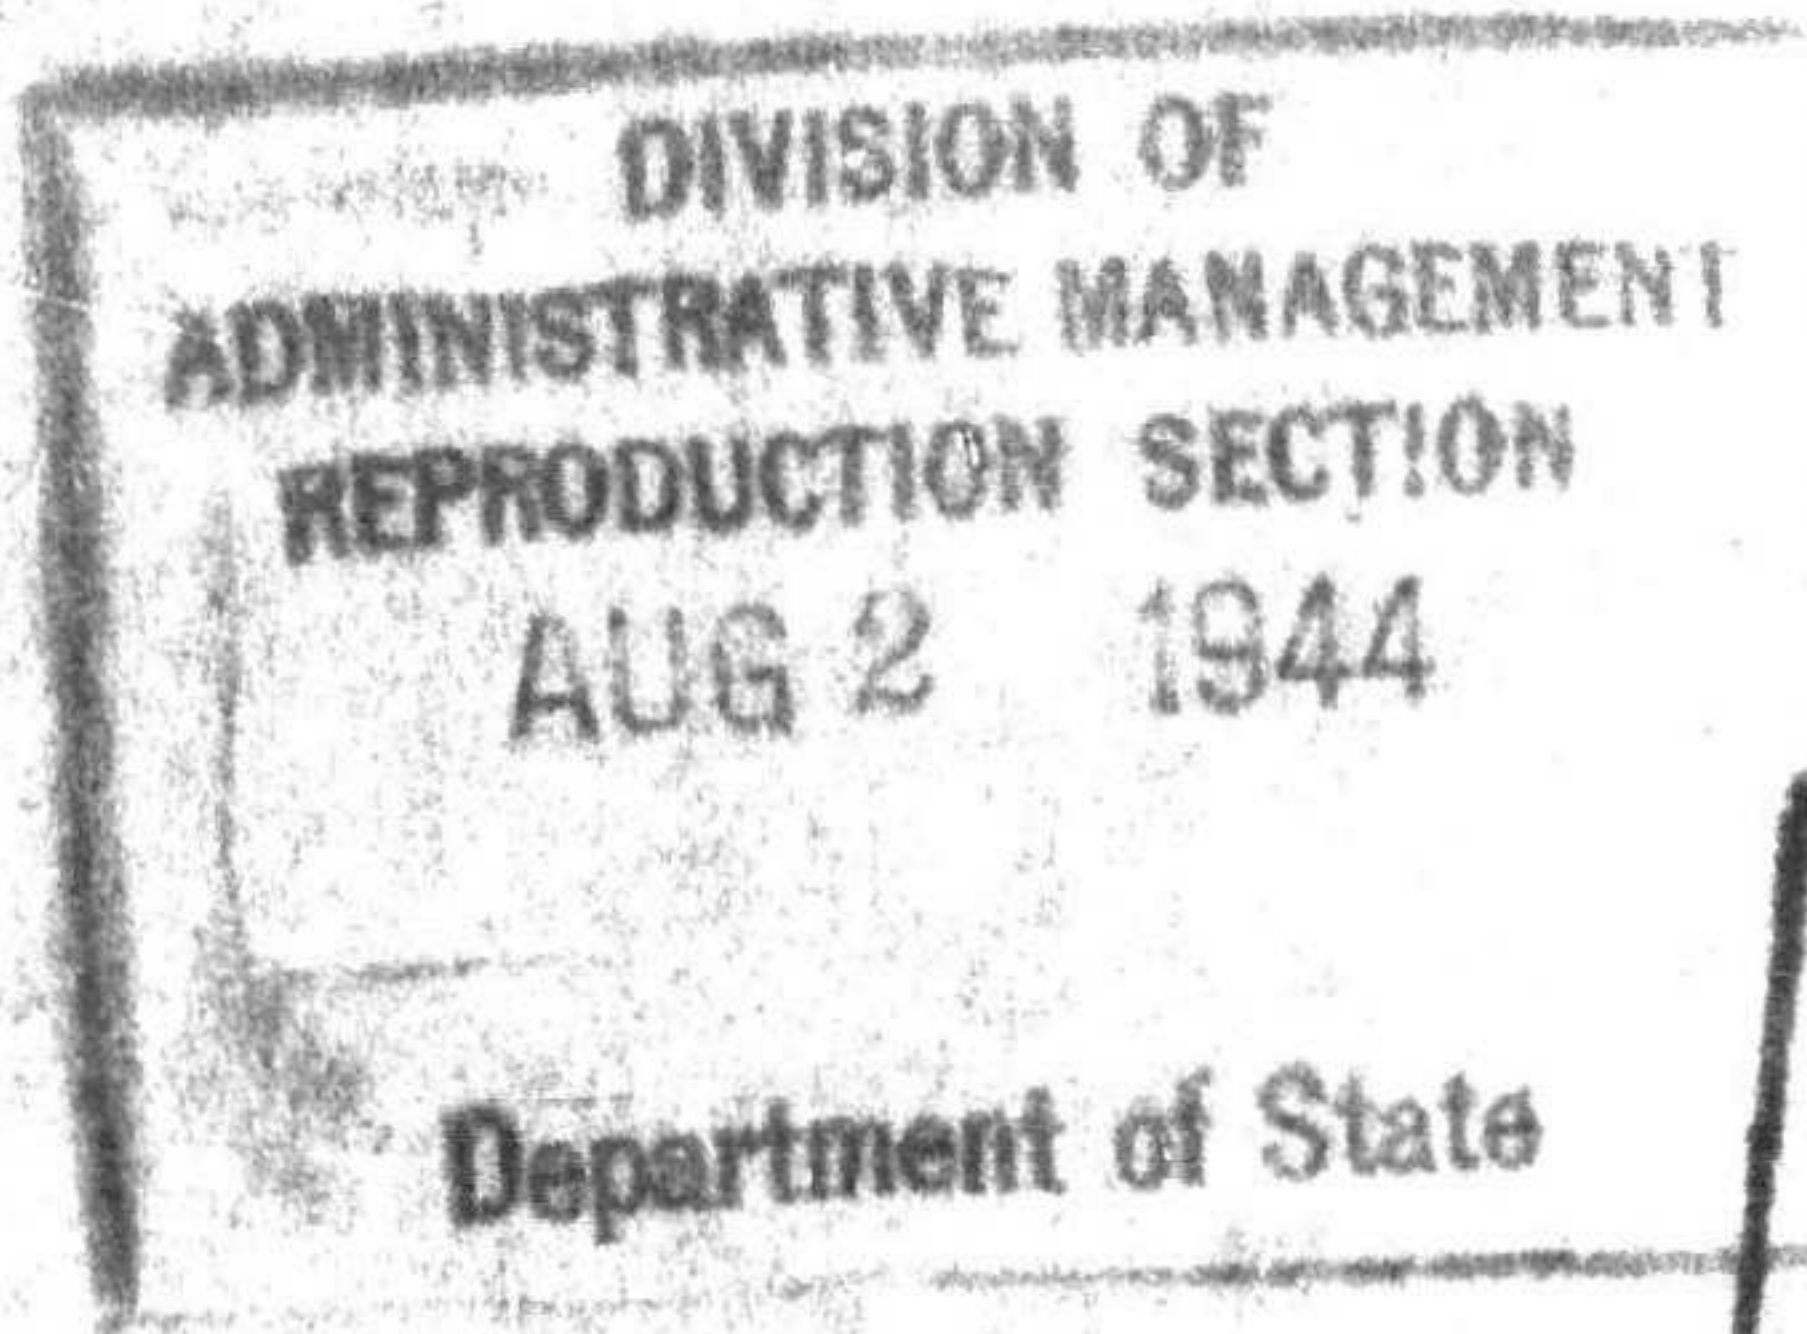 DIVISION OF
ADMINISTRATIVE MANAGEMENT
REPRODUCTION SECTION
AUG 2 1944
Department of State